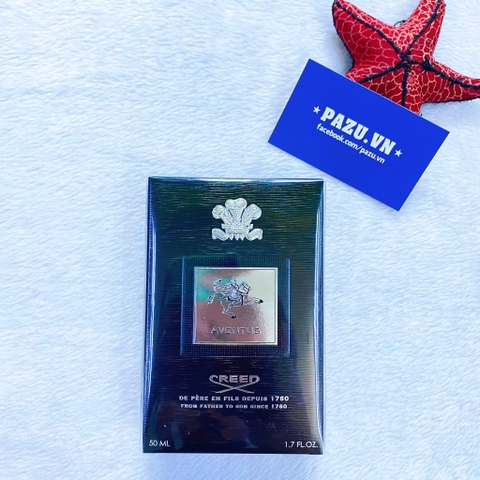 ★ PAZU.VN ★
facebook.com/pazu.vn
AVENTUS
CREED
DE PÈRE EN FILS DEPUIS 1760
FROM FATHER TO SON SINCE 1760
50 ML 1.7 FL.OZ.